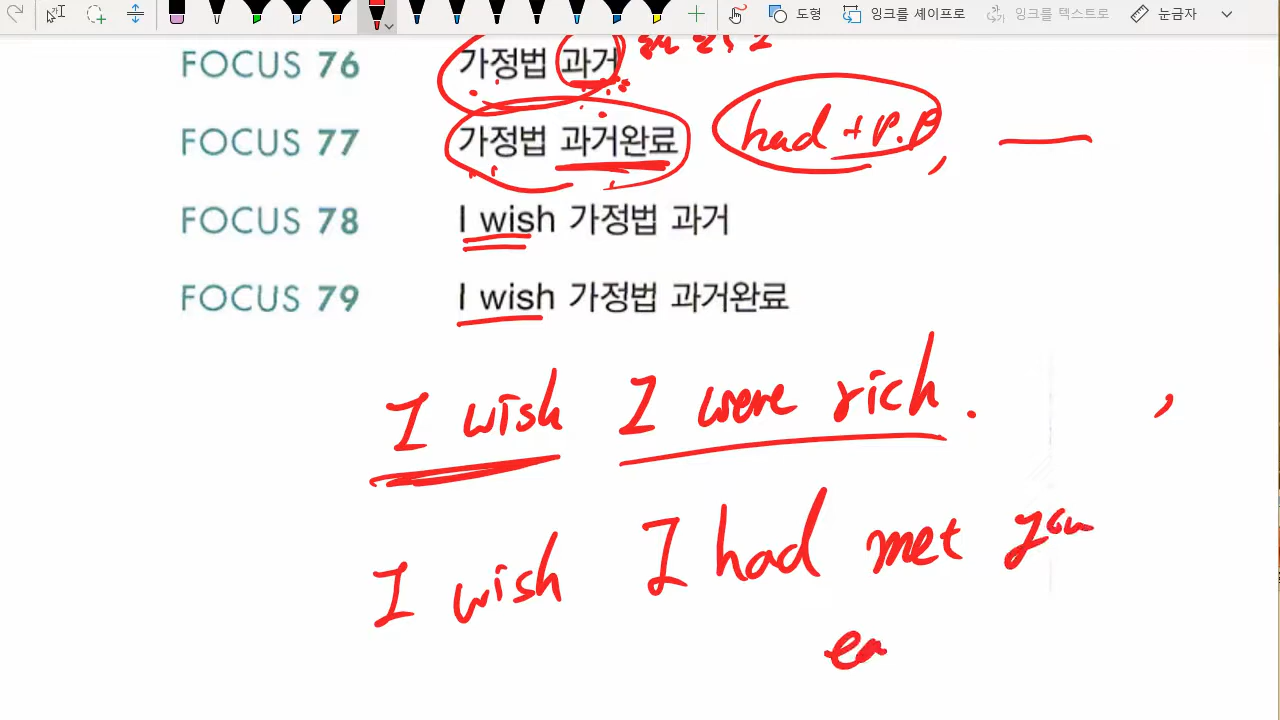 도형 잉크를 셰이프로 잉크를 텍스트로 눈금자
FOCUS 76 가정법 과거
FOCUS 77 가정법 과거완료 had + P.P,
FOCUS 78 I wish 가정법 과거
FOCUS 79 I wish 가정법 과거완료
I wish I were rich. ,
I wish I had met you
ea